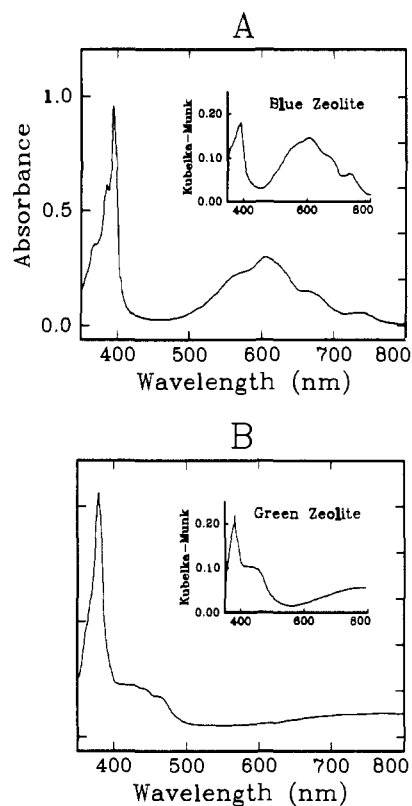 A
Absorbance
1.0
0.5
0.0
400 500 600 700 800
Wavelength (nm)
Kubelka-Munk
0.20
0.10
0.00
400 600 800
Blue Zeolite
B
400 500 600 700 800
Wavelength (nm)
Kubelka-Munk
0.20
0.10
0.00
400 600 800
Green Zeolite